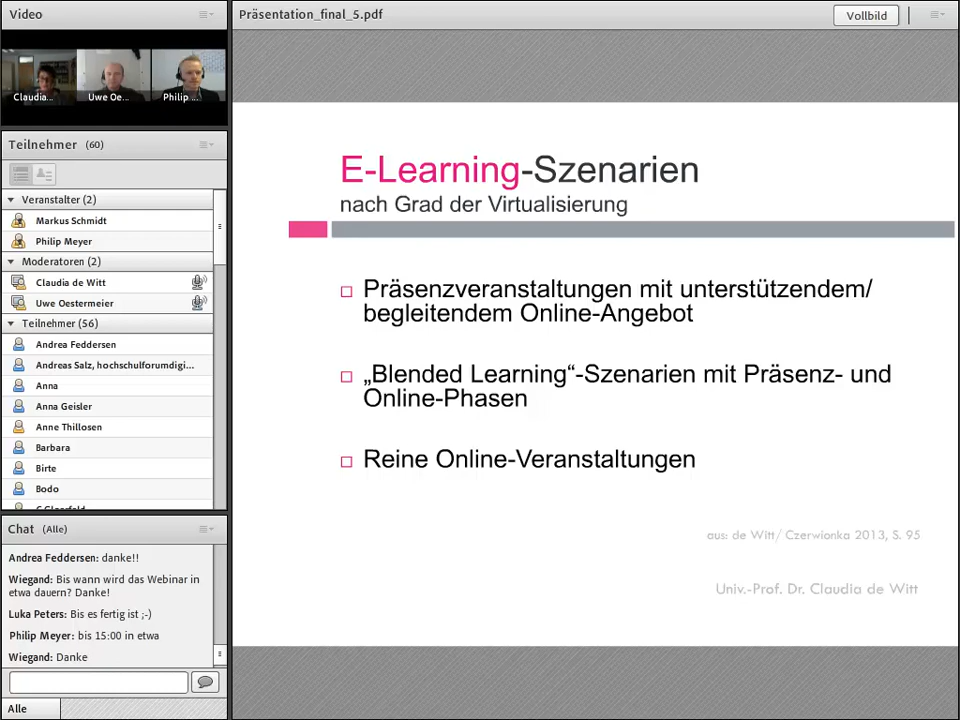 Video
Claudia...
Uwe Oe...
Philip ...
Teilnehmer (60)
Veranstalter (2)
Markus Schmidt
Philip Meyer
Moderatoren (2)
Claudia de Witt
Uwe Oestermeier
Teilnehmer (56)
Andrea Feddersen
Andreas Salz, hochschulforumdigi...
Anna
Anna Geisler
Anne Thillosen
Barbara
Birte
Bodo
Chat (Alle)
Andrea Feddersen: danke!!
Wiegand: Bis wann wird das Webinar in
etwa dauern? Danke!
Luka Peters: Bis es fertig ist ;-)
Philip Meyer: bis 15:00 in etwa
Wiegand: Danke
Alle
Präsentation_final_5.pdf
Vollbild
E-Learning-Szenarien
nach Grad der Virtualisierung
Präsenzveranstaltungen mit unterstützendem/
begleitendem Online-Angebot
„Blended Learning“-Szenarien mit Präsenz- und
Online-Phasen
Reine Online-Veranstaltungen
aus: de Witt/ Czerwionka 2013, S. 95
Univ.-Prof. Dr. Claudia de Witt